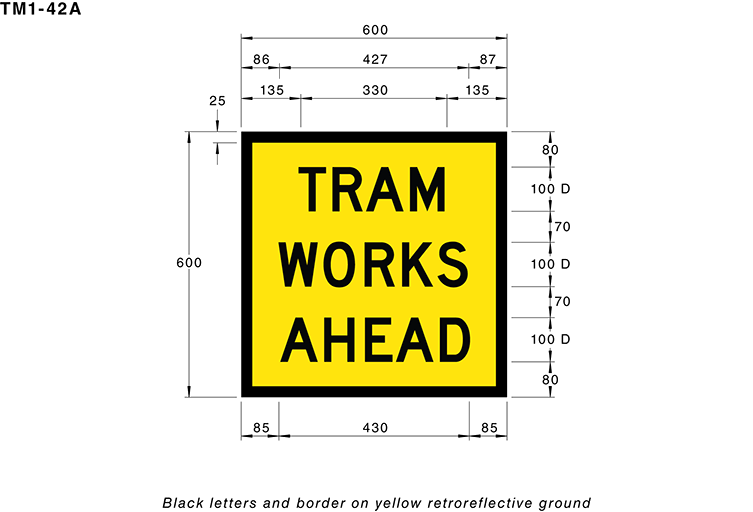 TM1-42A
600
86 427 87
135 330 135
25
80
TRAM
100 D
70
WORKS
600
100 D
70
AHEAD
100 D
80
85 430 85
Black letters and border on yellow retroreflective ground